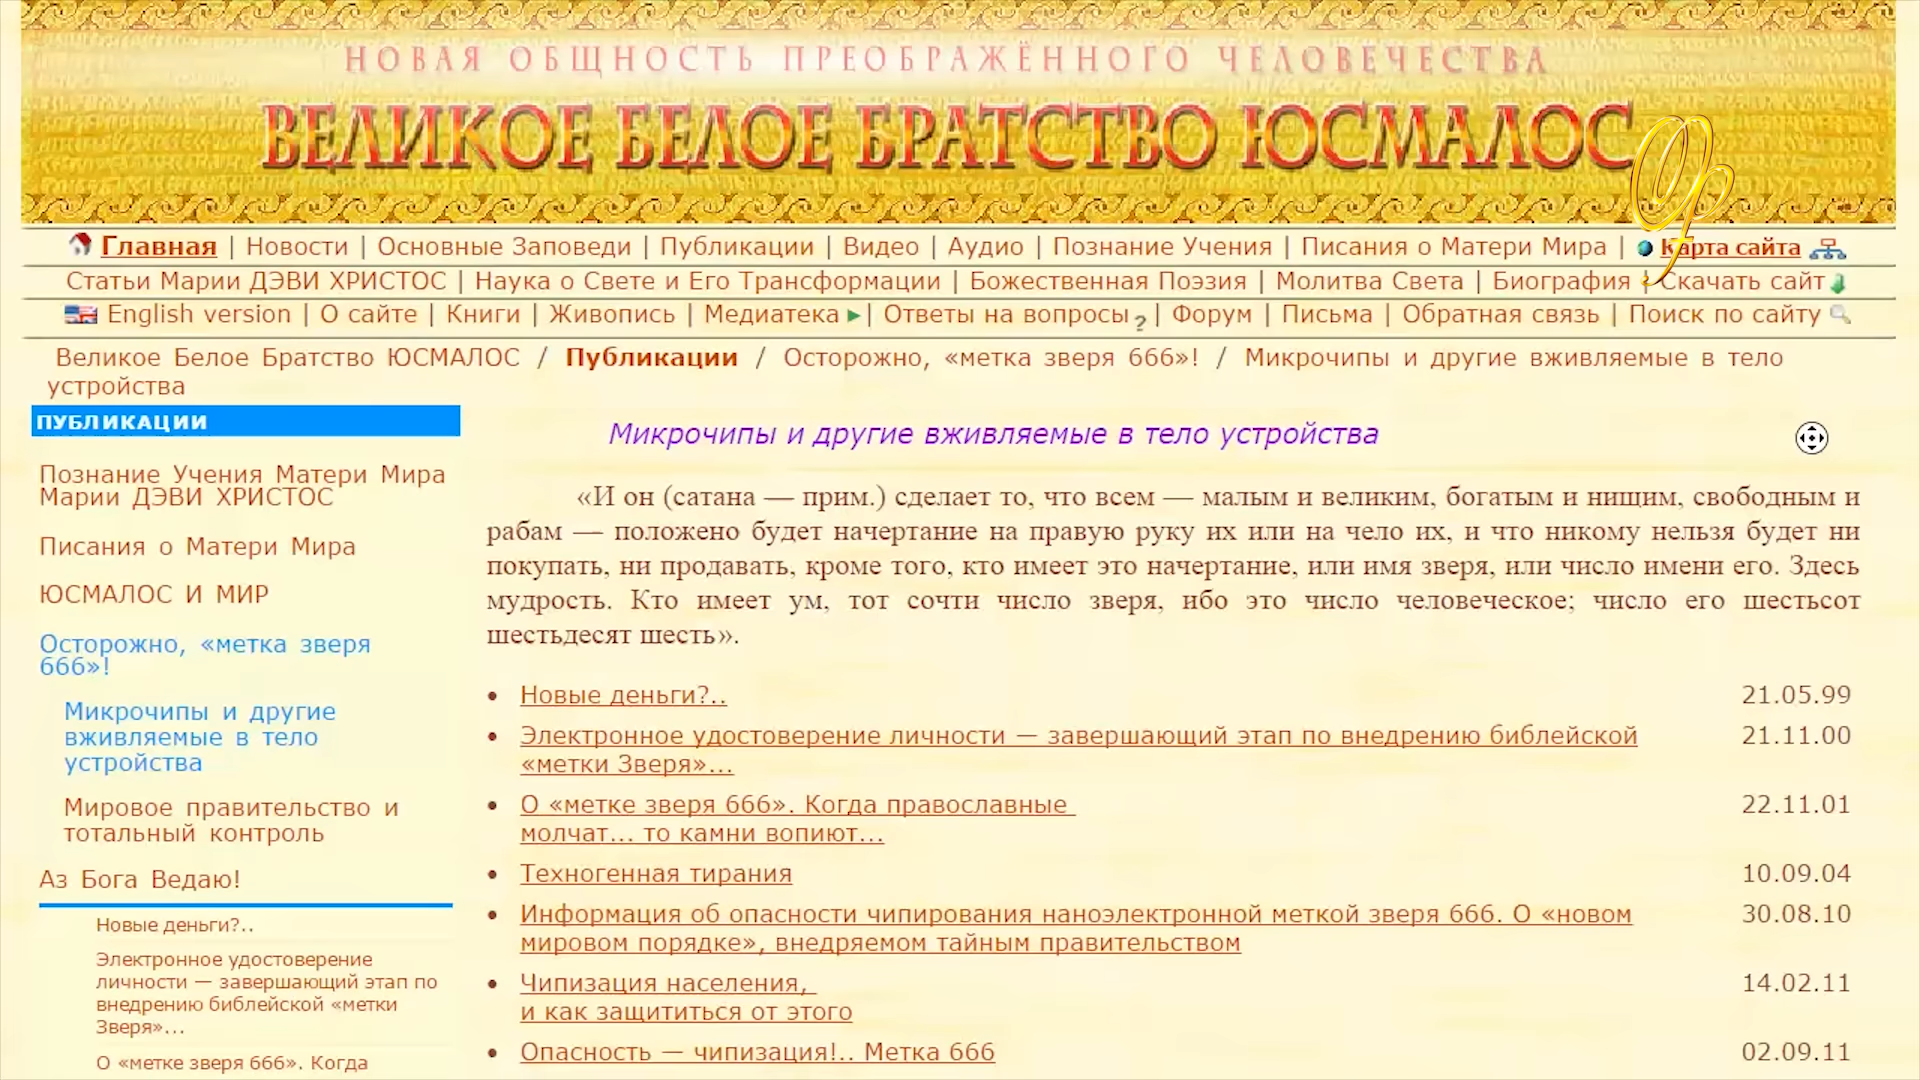 НОВАЯ ОБЩНОСТЬ ПРЕОБРАЖЁННОГО ЧЕЛОВЕЧЕСТВА
ВЕЛИКОЕ БЕЛОЕ БРАТСТВО ЮСМАЛОС
Главная | Новости | Основные Заповеди | Публикации | Видео | Аудио | Познание Учения | Писания о Матери Мира | Карта сайта
Статьи Марии ДЭВИ ХРИСТОС | Наука о Свете и Его Трансформации | Божественная Поэзия | Молитва Света | Биография | Скачать сайт
English version | О сайте | Книги | Живопись | Медиатека | Ответы на вопросы ? | Форум | Письма | Обратная связь | Поиск по сайту
Великое Белое Братство ЮСМАЛОС / Публикации / Осторожно, «метка зверя 666»! / Микрочипы и другие вживляемые в тело
устройства
ПУБЛИКАЦИИ
Познание Учения Матери Мира
Марии ДЭВИ ХРИСТОС
Писания о Матери Мира
ЮСМАЛОС И МИР
Осторожно, «метка зверя
666»!
Микрочипы и другие
вживляемые в тело
устройства
Мировое правительство и
тотальный контроль
Аз Бога Ведаю!
Новые деньги?..
Электронное удостоверение
личности — завершающий этап по
внедрению библейской «метки
Зверя»...
О «метке зверя 666». Когда
Микрочипы и другие вживляемые в тело устройства
«И он (сатана — прим.) сделает то, что всем — малым и великим, богатым и нищим, свободным и
рабам — положено будет начертание на правую руку их или на чело их, и что никому нельзя будет ни
покупать, ни продавать, кроме того, кто имеет это начертание, или имя зверя, или число имени его. Здесь
мудрость. Кто имеет ум, тот сочти число зверя, ибо это число человеческое; число его шестьсот
шестьдесят шесть».
• Новые деньги?.. 21.05.99
• Электронное удостоверение личности — завершающий этап по внедрению библейской 21.11.00
«метки Зверя»...
• О «метке зверя 666». Когда православные 22.11.01
молчат... то камни вопиют...
• Техногенная тирания 10.09.04
• Информация об опасности чипирования наноэлектронной меткой зверя 666. О «новом 30.08.10
мировом порядке», внедряемом тайным правительством
• Чипизация населения, 14.02.11
и как защититься от этого
• Опасность — чипизация!.. Метка 666 02.09.11